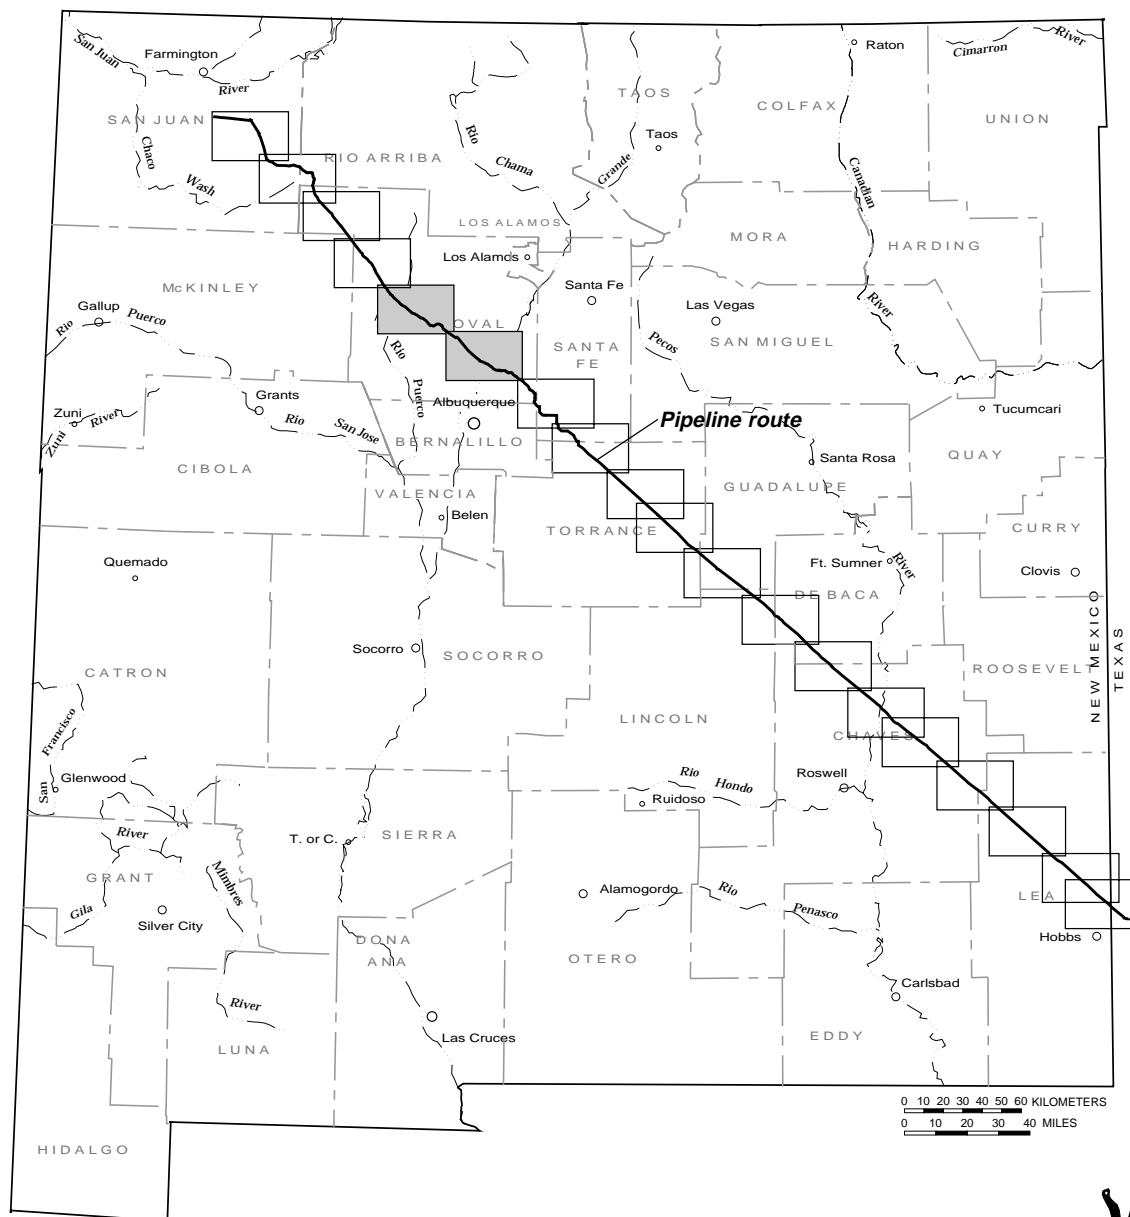 San Juan
Farmington
River
Raton
Cimarron
River
SAN JUAN
TAOS
COLFAX
UNION
Rio
Taos
Chaco
RIO ARRIBA
Chama
Grande
Canadian
Wash
LOS ALAMOS
MORA
HARDING
Los Alamos
McKINLEY
Santa Fe
Gallup
Las Vegas
River
Rio
Puerco
OVAL
Pecos
SAN MIGUEL
Rio
SANTA
FE
Puerco
Grants
Albuquerque
Tucumcari
Zuni
River
Rio
San Jose
Pipeline route
Zuni
BERNALILLO
Santa Rosa
QUAY
CIBOLA
VALENCIA
GUADALUPE
Belen
TORRANCE
CURRY
Quemado
Ft. Sumner
River
Clovis
DE BACA
NEW MEXICO
TEXAS
Socorro
SOCORRO
CATRON
ROOSEVELT
Francisco
LINCOLN
CHAVES
San
Glenwood
Rio
Hondo
Roswell
Ruidoso
River
T. or C.
SIERRA
GRANT
Mimbres
Alamogordo
Rio
LEA
Gila
Silver City
Penasco
DONA
ANA
Hobbs
OTERO
Carlsbad
River
Las Cruces
EDDY
LUNA
0 10 20 30 40 50 60 KILOMETERS
0 10 20 30 40 MILES
HIDALGO